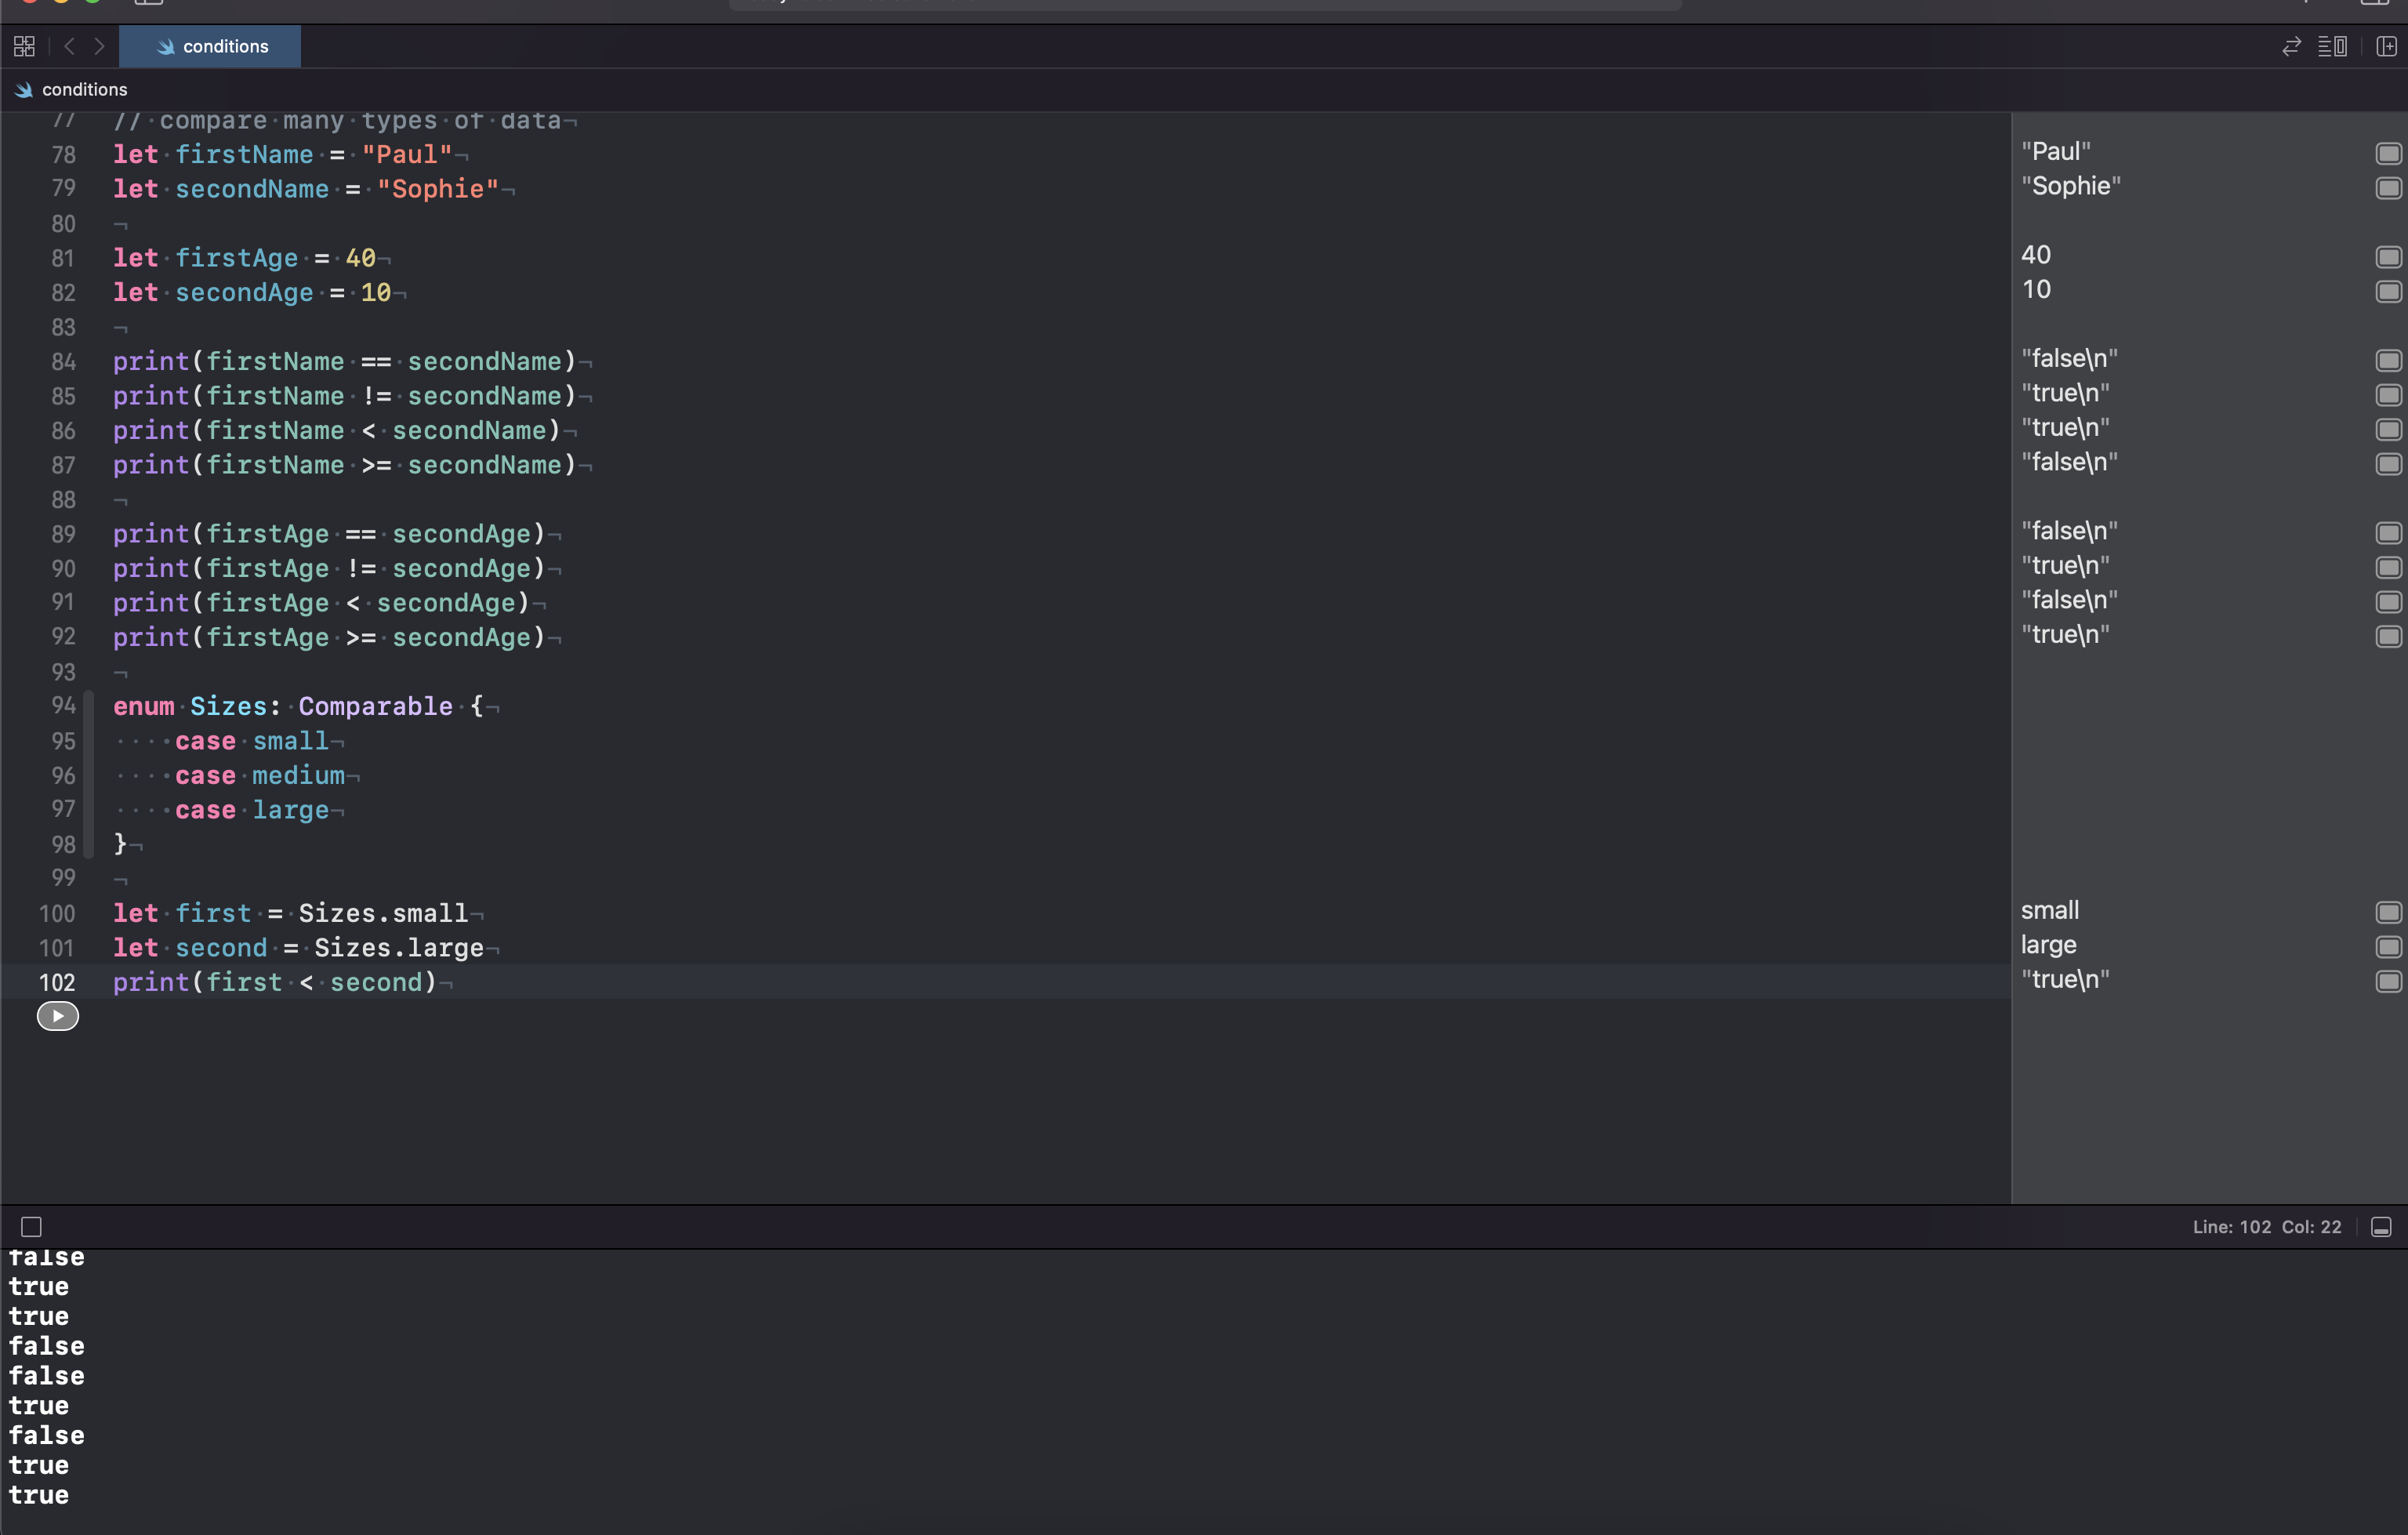 conditions
conditions
77 // compare many types of data
78 let firstName = "Paul"
79 let secondName = "Sophie"
80
81 let firstAge = 40
82 let secondAge = 10
83
84 print(firstName == secondName)
85 print(firstName != secondName)
86 print(firstName < secondName)
87 print(firstName >= secondName)
88
89 print(firstAge == secondAge)
90 print(firstAge != secondAge)
91 print(firstAge < secondAge)
92 print(firstAge >= secondAge)
93
94 enum Sizes: Comparable {
95 case small
96 case medium
97 case large
98 }
99
100 let first = Sizes.small
101 let second = Sizes.large
102 print(first < second)
"Paul"
"Sophie"
40
10
"false\n"
"true\n"
"true\n"
"false\n"
"false\n"
"true\n"
"false\n"
"true\n"
small
large
"true\n"
Line: 102 Col: 22
false
true
true
false
false
true
false
true
true